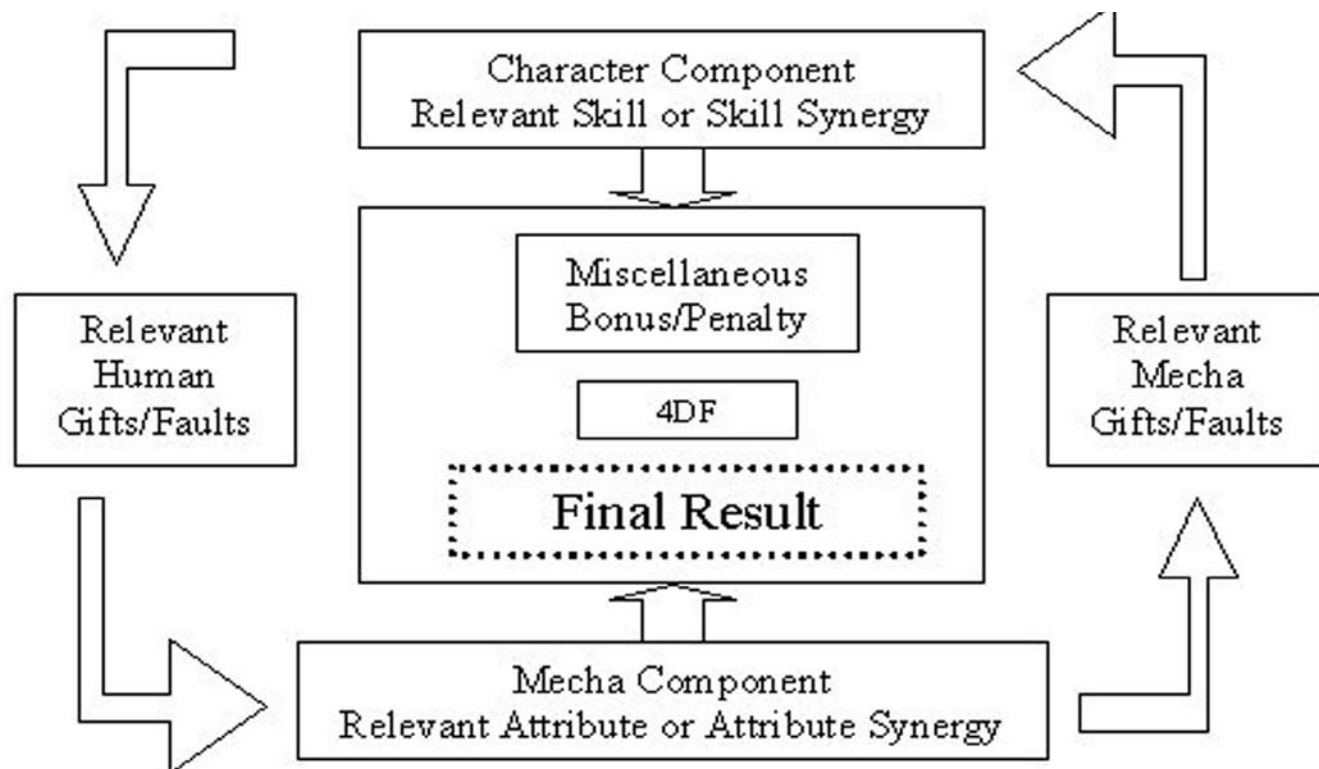 Character Component
Relevant Skill or Skill Synergy
Miscellaneous
Bonus/Penalty
4DF
Final Result
Relevant
Human
Gifts/Faults
Relevant
Mecha
Gifts/Faults
Mecha Component
Relevant Attribute or Attribute Synergy